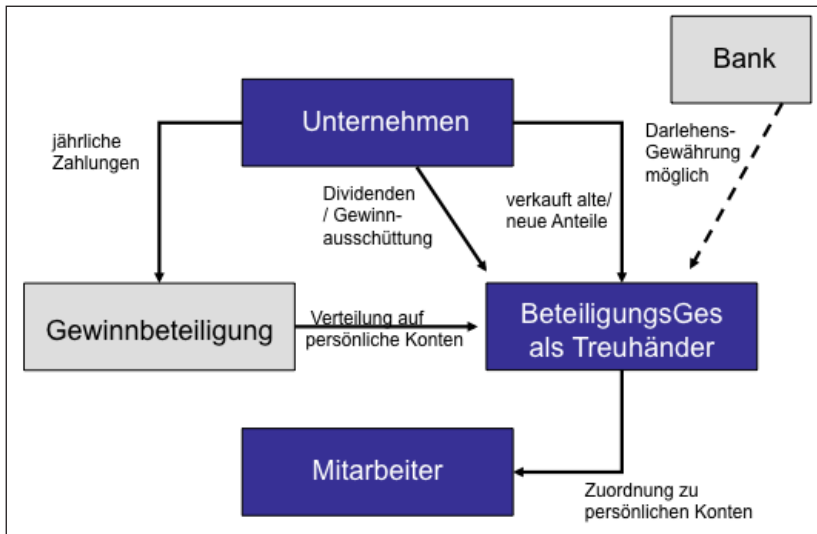 Bank
Unternehmen
jährliche
Zahlungen
Darlehens-
Gewährung
möglich
Dividenden
/ Gewinn-
ausschüttung
verkauft alte/
neue Anteile
Gewinnbeteiligung
Verteilung auf
persönliche Konten
BeteiligungsGes
als Treuhänder
Mitarbeiter
Zuordnung zu
persönlichen Konten